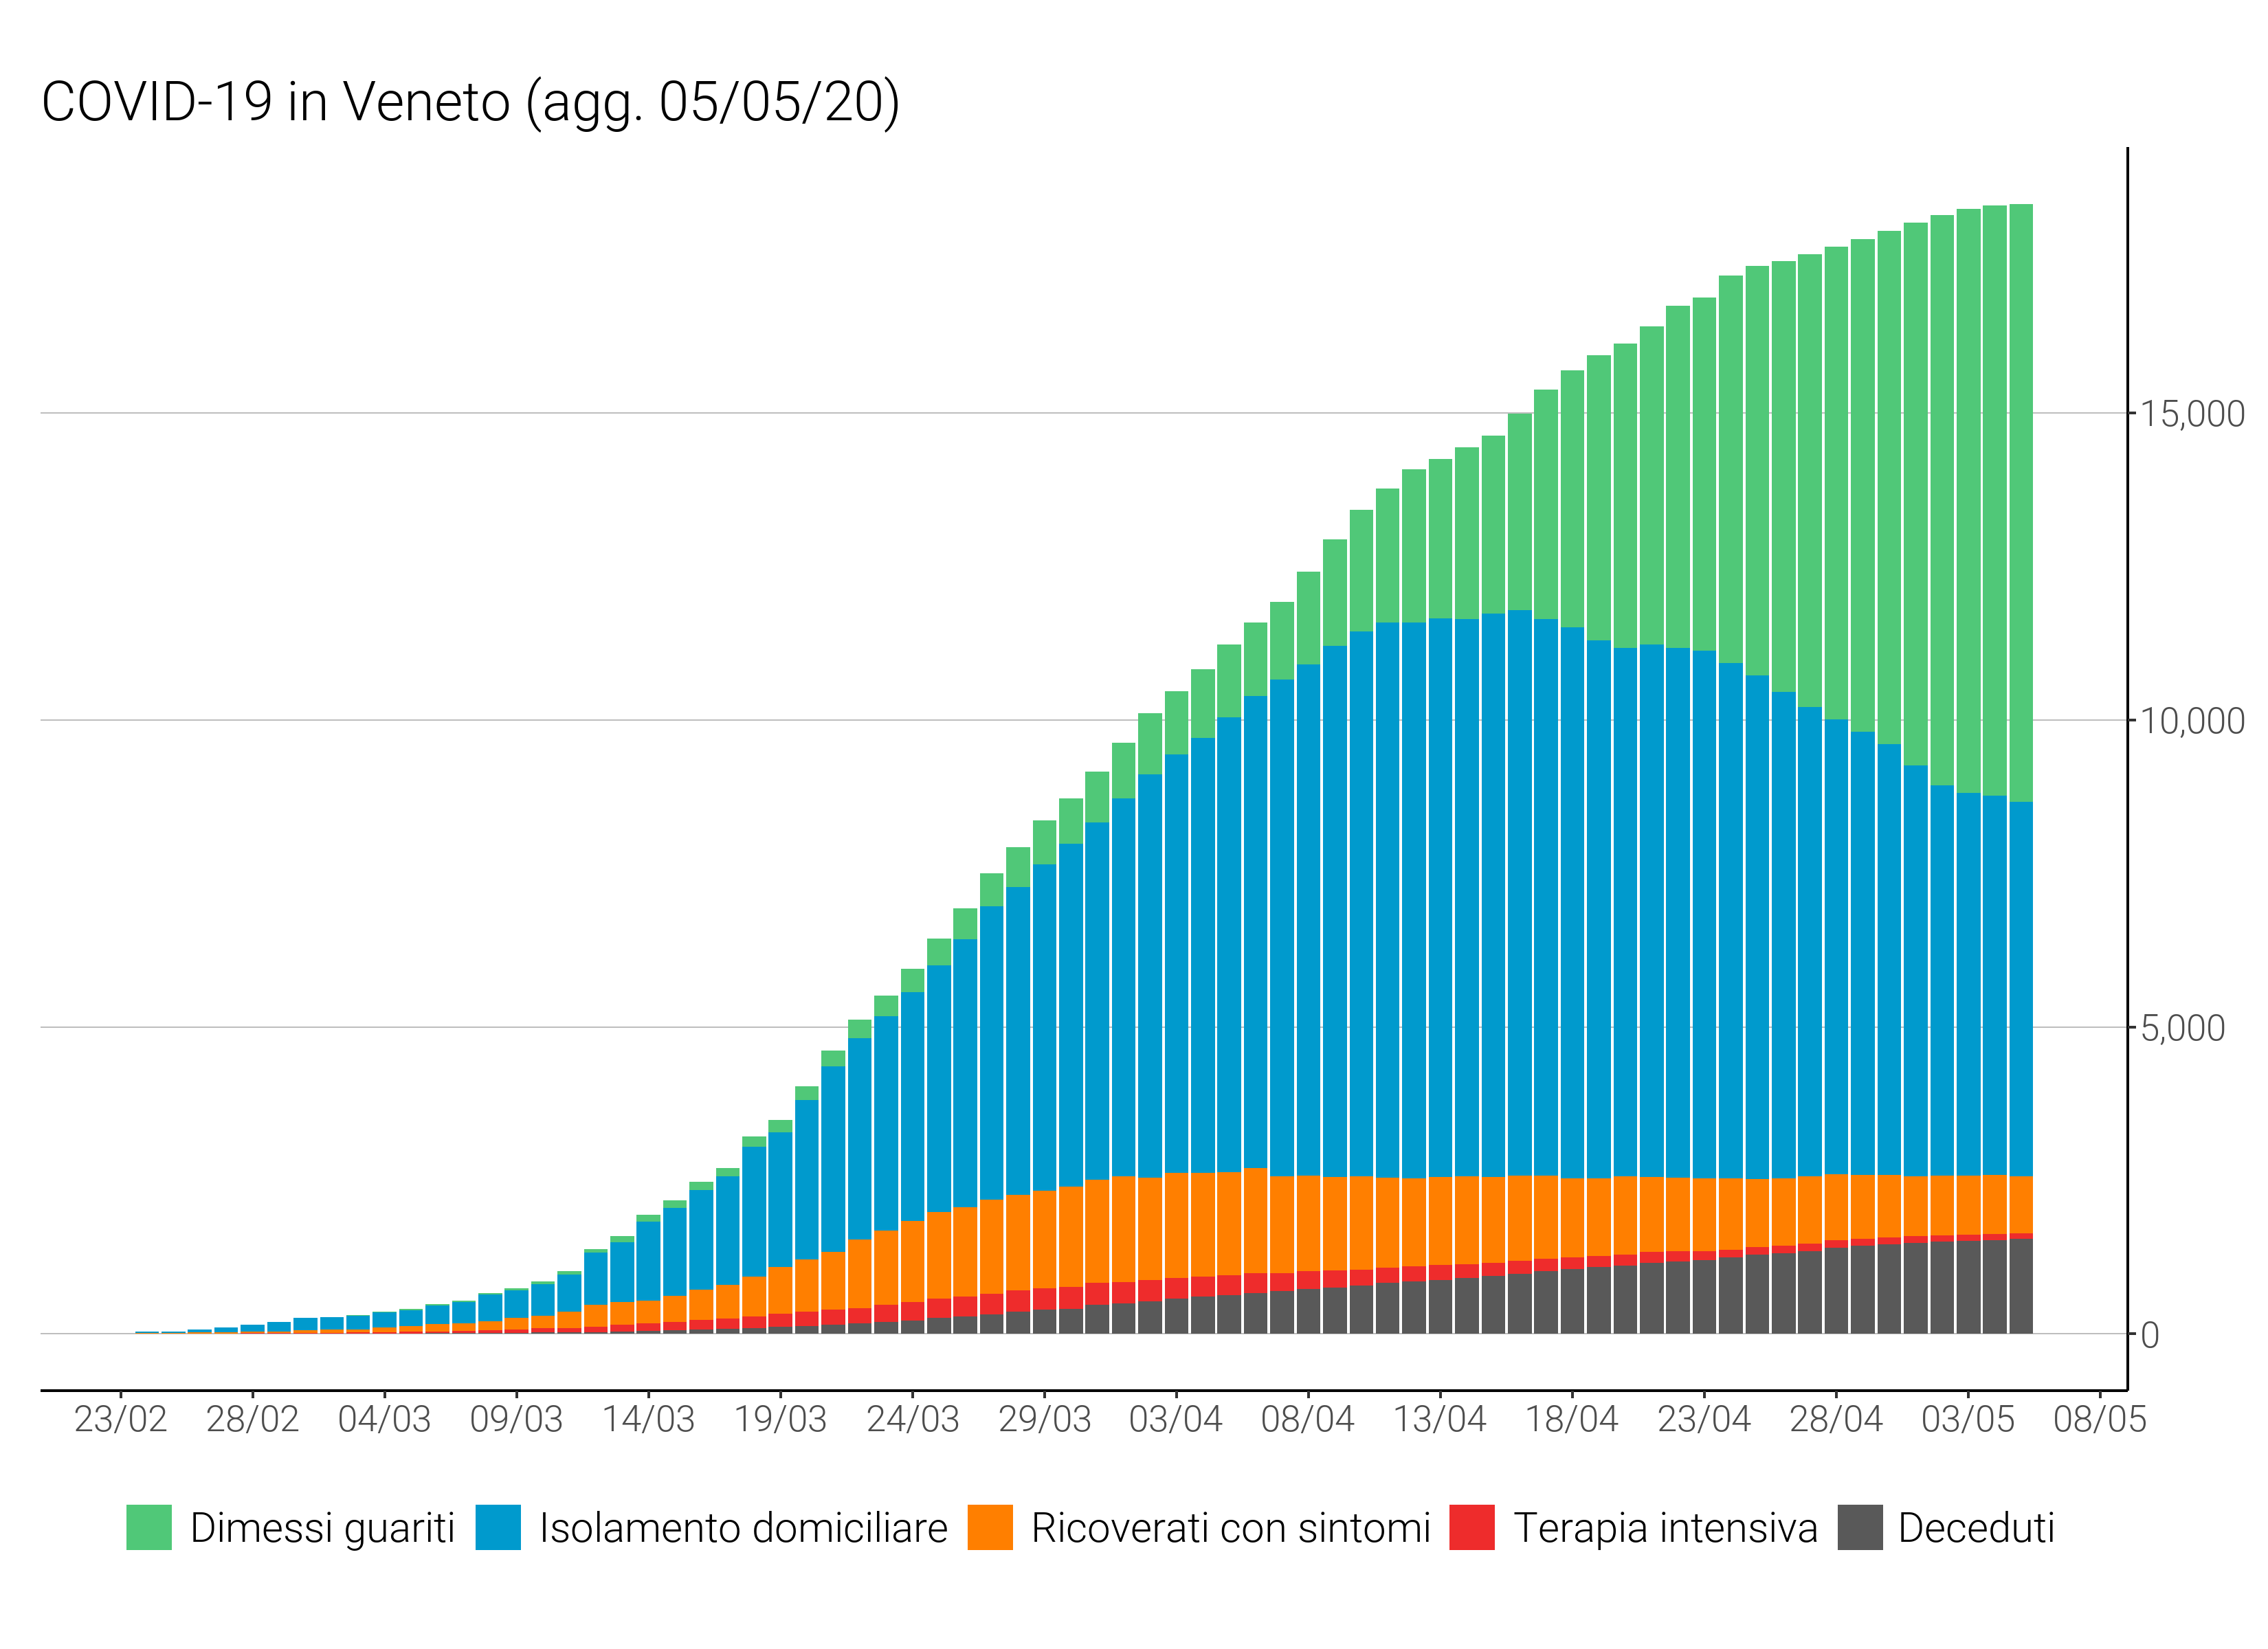 COVID-19 in Veneto (agg. 05/05/20)
15,000
10,000
5,000
0
23/02 28/02 04/03 09/03 14/03 19/03 24/03 29/03 03/04 08/04 13/04 18/04 23/04 28/04 03/05 08/05
Dimessi guariti Isolamento domiciliare Ricoverati con sintomi Terapia intensiva Deceduti